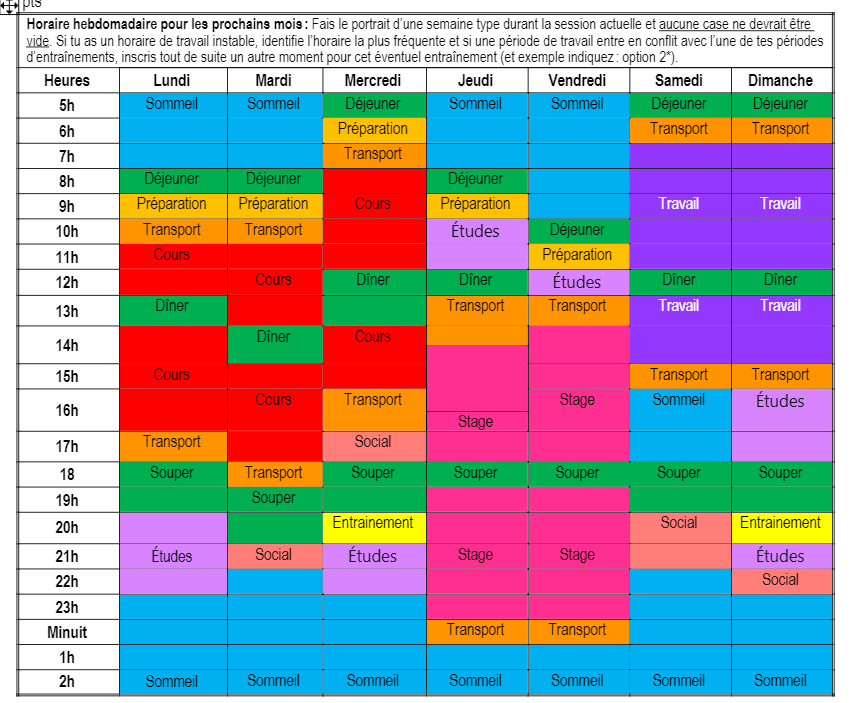 pts
Horaire hebdomadaire pour les prochains mois : Fais le portrait d'une semaine type durant la session actuelle et aucune case ne devrait être
vide. Si tu as un horaire de travail instable, identifie l'horaire la plus fréquente et si une période de travail entre en conflit avec l'une de tes périodes
d'entraînements, inscris tout de suite un autre moment pour cet éventuel entraînement (et exemple indiquez : option 2*).
Heures Lundi Mardi Mercredi Jeudi Vendredi Samedi Dimanche
5h Sommeil Sommeil Déjeuner Sommeil Sommeil Déjeuner Déjeuner
6h Préparation Transport Transport
7h Transport
8h Déjeuner Déjeuner Déjeuner
9h Préparation Préparation Cours Préparation Travail Travail
10h Transport Transport Études Déjeuner
11h Cours Préparation
12h Cours Dîner Dîner Études Dîner Dîner
13h Dîner Transport Transport Travail Travail
14h Dîner Cours
15h Cours Transport Transport
16h Cours Transport Stage Stage Sommeil Études
17h Transport Social
18 Souper Transport Souper Souper Souper Souper Souper
19h Souper
20h Entrainement Social Entrainement
21h Études Social Études Stage Stage Études
22h Social
23h
Minuit Transport Transport
1h
2h Sommeil Sommeil Sommeil Sommeil Sommeil Sommeil Sommeil